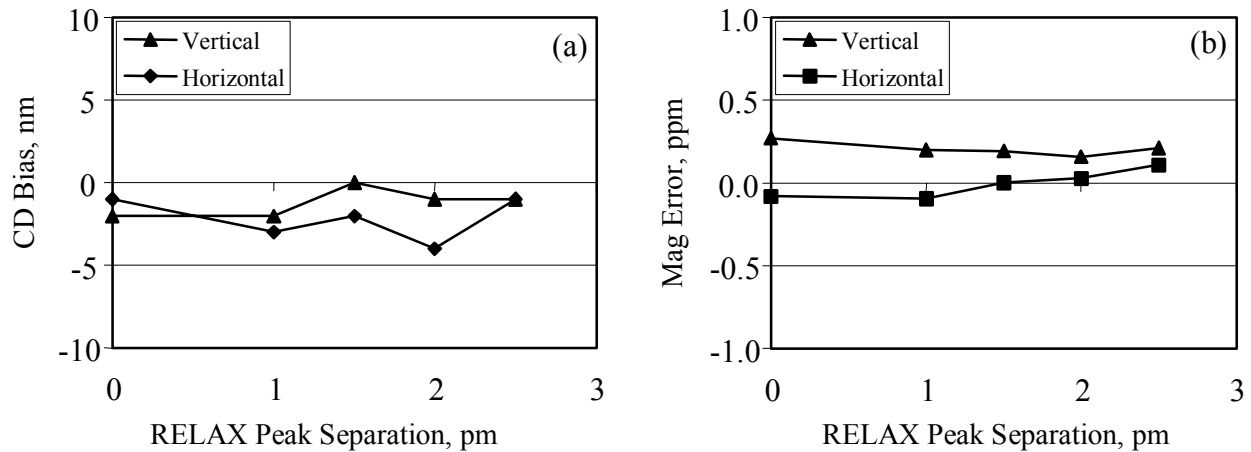 10
5
0
-5
-10
CD Bias, nm
Vertical
Horizontal
(a)
0 1 2 3
RELAX Peak Separation, pm
1.0
0.5
0.0
-0.5
-1.0
Mag Error, ppm
Vertical
Horizontal
(b)
0 1 2 3
RELAX Peak Separation, pm